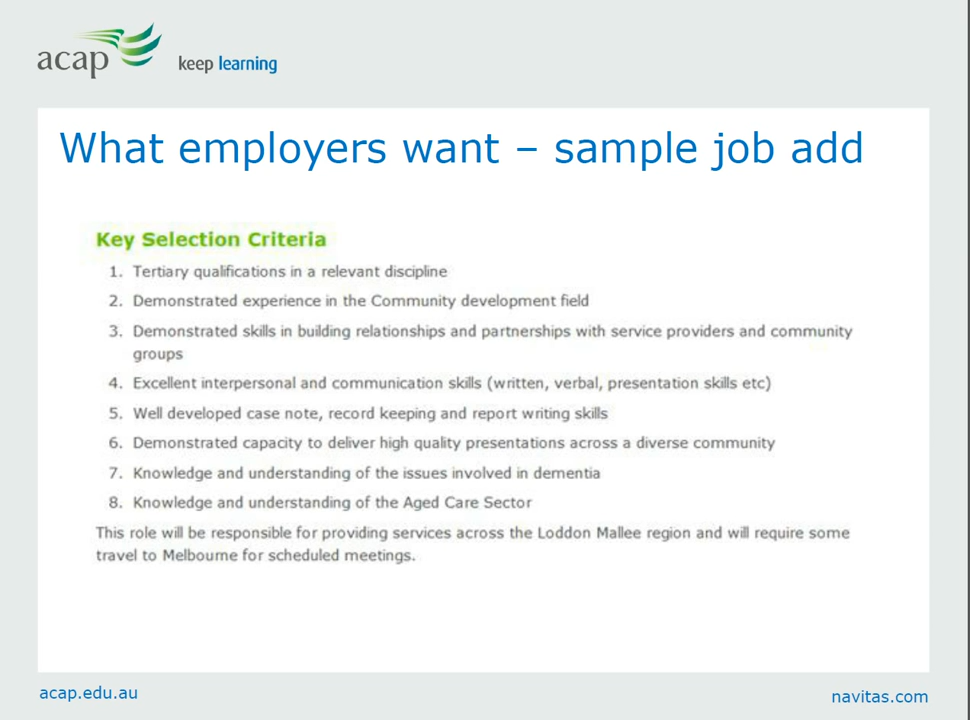 acap keep learning
What employers want – sample job add
Key Selection Criteria
1. Tertiary qualifications in a relevant discipline
2. Demonstrated experience in the Community development field
3. Demonstrated skills in building relationships and partnerships with service providers and community
groups
4. Excellent interpersonal and communication skills (written, verbal, presentation skills etc)
5. Well developed case note, record keeping and report writing skills
6. Demonstrated capacity to deliver high quality presentations across a diverse community
7. Knowledge and understanding of the issues involved in dementia
8. Knowledge and understanding of the Aged Care Sector
This role will be responsible for providing services across the Loddon Mallee region and will require some
travel to Melbourne for scheduled meetings.
acap.edu.au
navitas.com